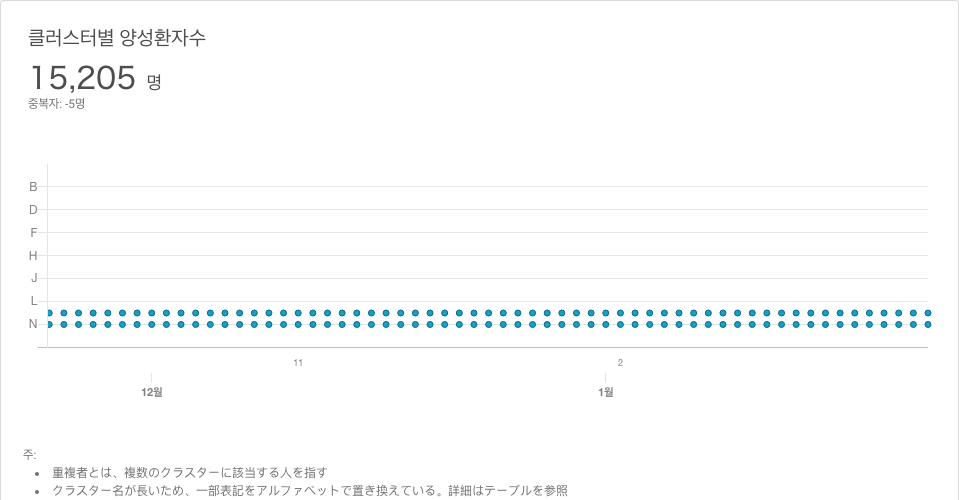 클러스터별 양성환자수
15,205 명
중복자: -5명
B
D
F
H
J
L
N
11
2
12월
1월
주:
重複者とは、複数のクラスターに該当する人を指す
クラスター名が長いため、一部表記をアルファベットで置き換えている。詳細はテーブルを参照